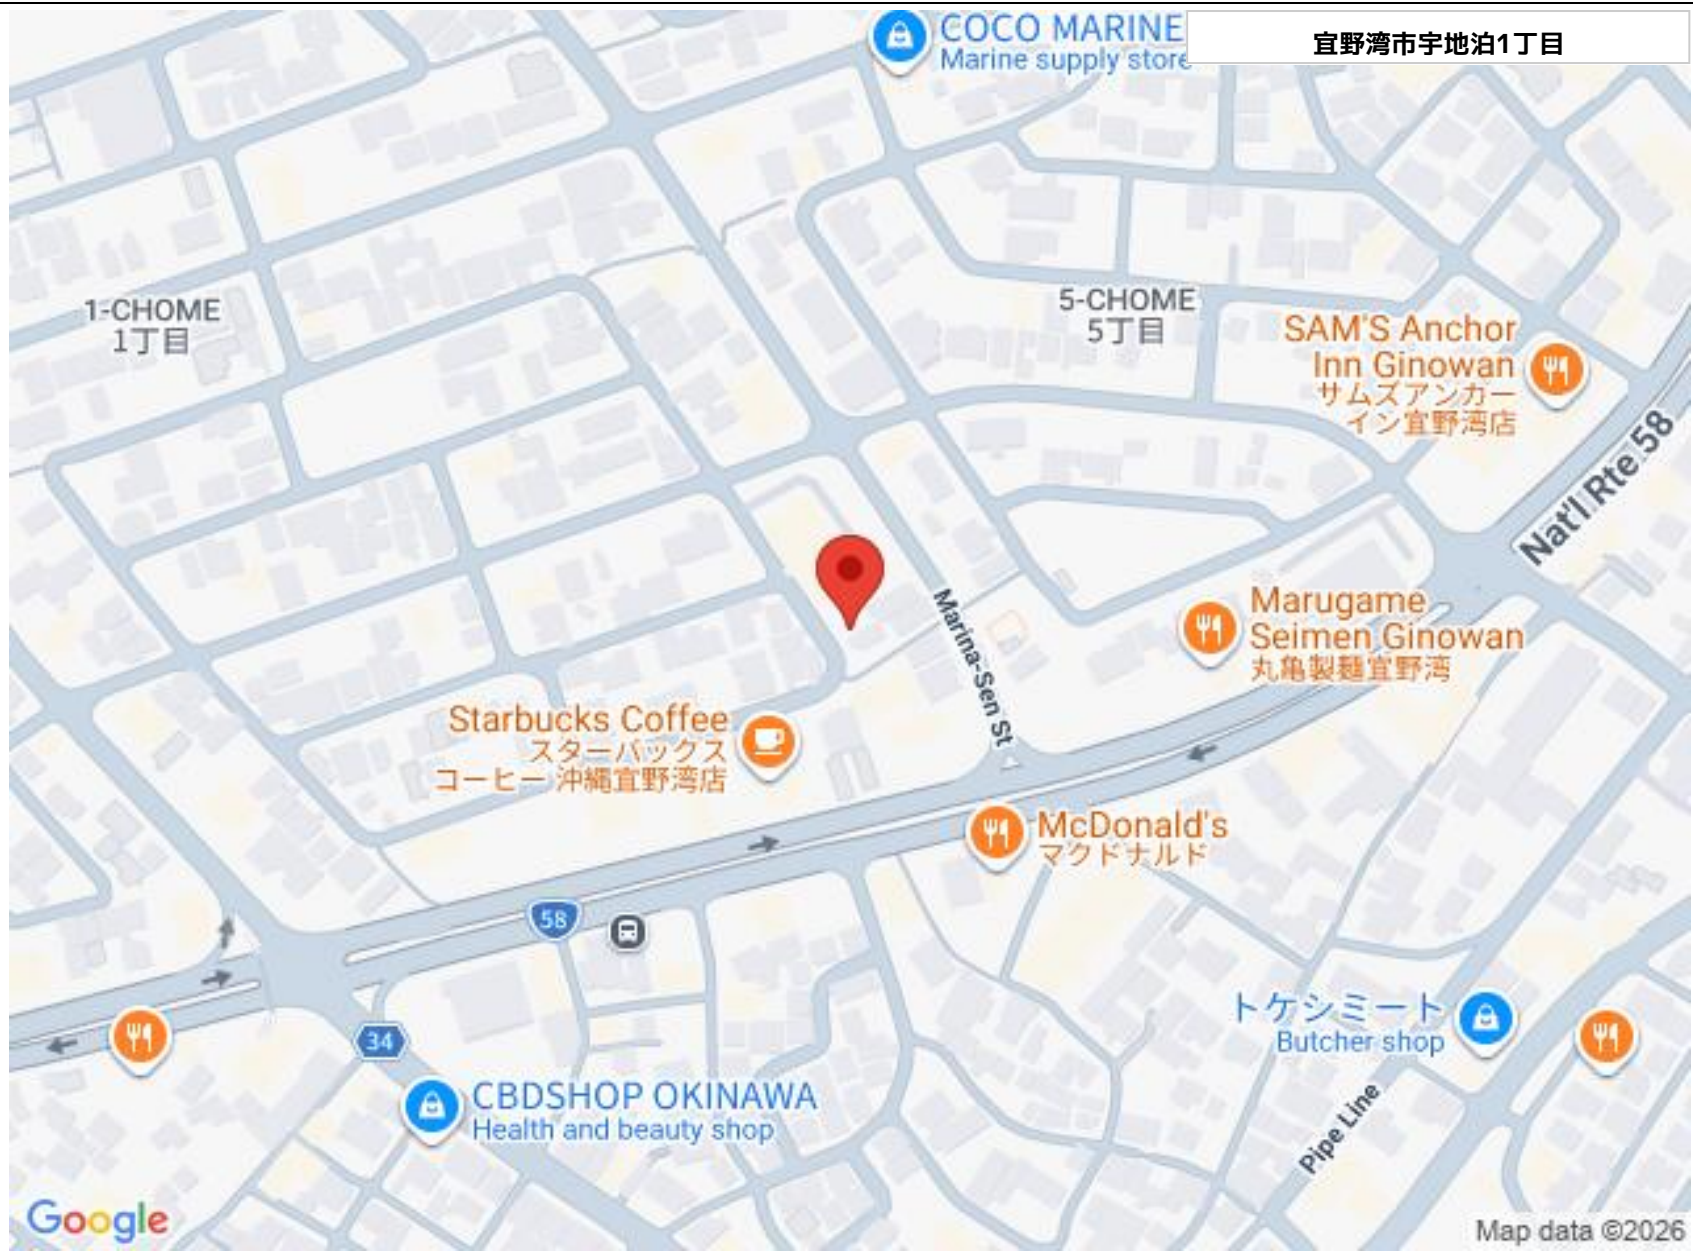 COCO MARINE
Marine supply store
宜野湾市宇地泊1丁目
1-CHOME
1丁目
5-CHOME
5丁目
SAM'S Anchor
Inn Ginowan
サムズアンカー
イン宜野湾店
Nat'l Rte 58
Marina-Sen St
Marugame
Seimen Ginowan
丸亀製麺宜野湾
Starbucks Coffee
スターバックス
コーヒー 沖縄宜野湾店
McDonald's
マクドナルド
58
34
トケシミート
Butcher shop
CBDSHOP OKINAWA
Health and beauty shop
Pipe Line
Google
Map data ©2026